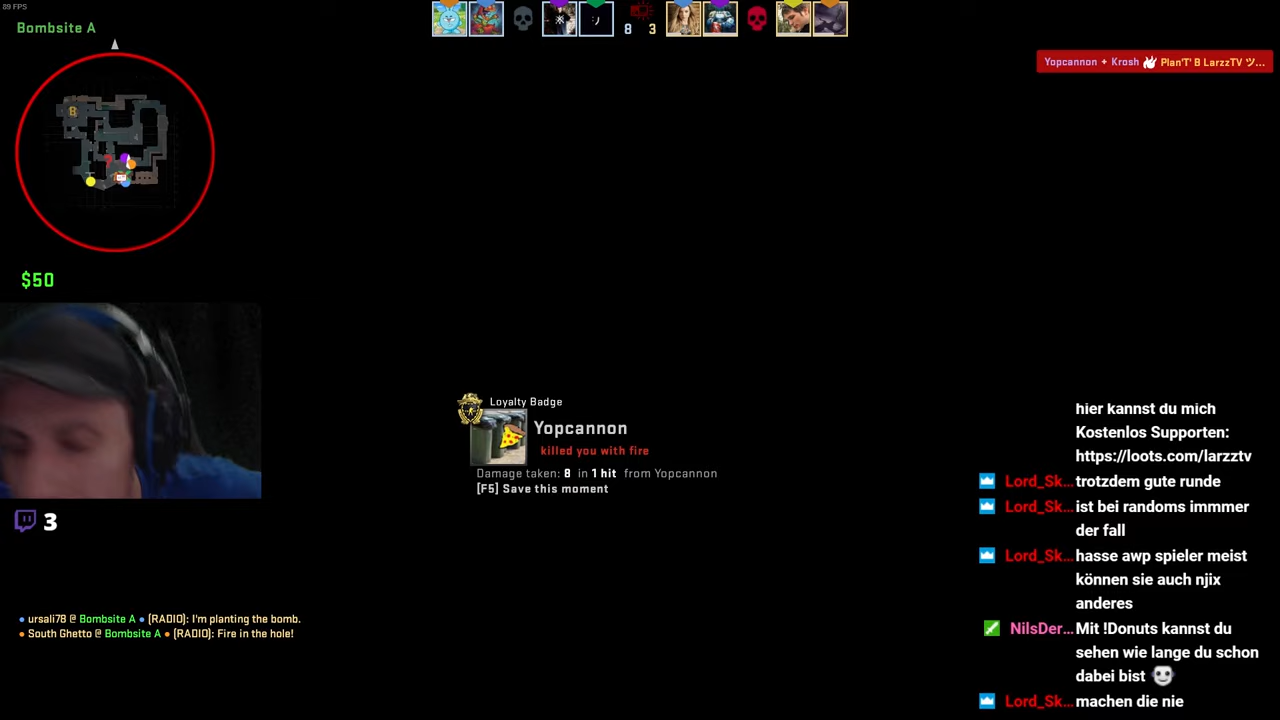 89 FPS
Bombsite A
8 3
Yopcannon + Krosh Plan'T' B LarzzTV ツ...
B
$50
Loyalty Badge
Yopcannon
killed you with fire
Damage taken: 8 in 1 hit from Yopcannon
[F5] Save this moment
3
ursali78 @ Bombsite A • (RADIO): I'm planting the bomb.
South Ghetto @ Bombsite A • (RADIO): Fire in the hole!
hier kannst du mich
Kostenlos Supporten:
https://loots.com/larzztv
Lord_Sk... trotzdem gute runde
Lord_Sk... ist bei randoms immmer
der fall
Lord_Sk... hasse awp spieler meist
können sie auch njix
anderes
NilsDer... Mit !Donuts kannst du
sehen wie lange du schon
dabei bist
Lord_Sk... machen die nie